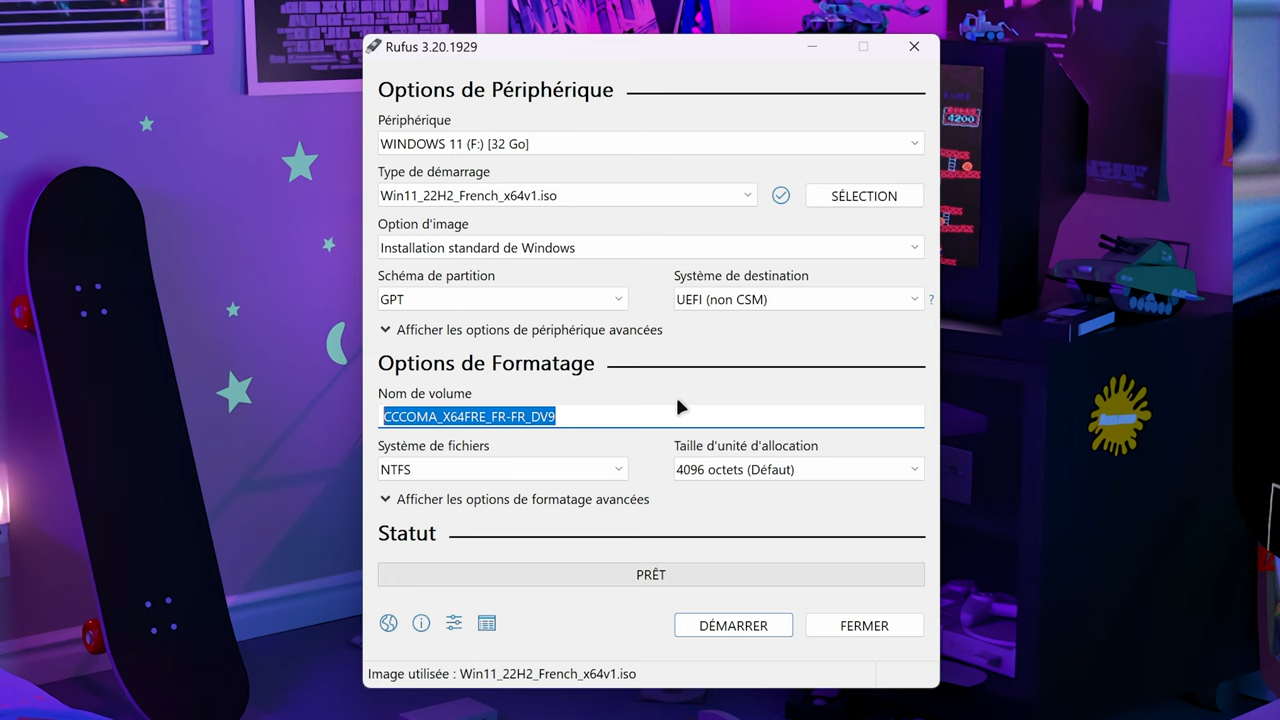 Rufus 3.20.1929
Options de Périphérique
Périphérique
WINDOWS 11 (F:) [32 Go]
Type de démarrage
Win11_22H2_French_x64v1.iso
SÉLECTION
Option d'image
Installation standard de Windows
Schéma de partition
Système de destination
GPT
UEFI (non CSM)
?
Afficher les options de périphérique avancées
Options de Formatage
Nom de volume
CCCOMA_X64FRE_FR-FR_DV9
Système de fichiers
Taille d'unité d'allocation
NTFS
4096 octets (Défaut)
Afficher les options de formatage avancées
Statut
PRÊT
DÉMARRER
FERMER
Image utilisée : Win11_22H2_French_x64v1.iso
4200